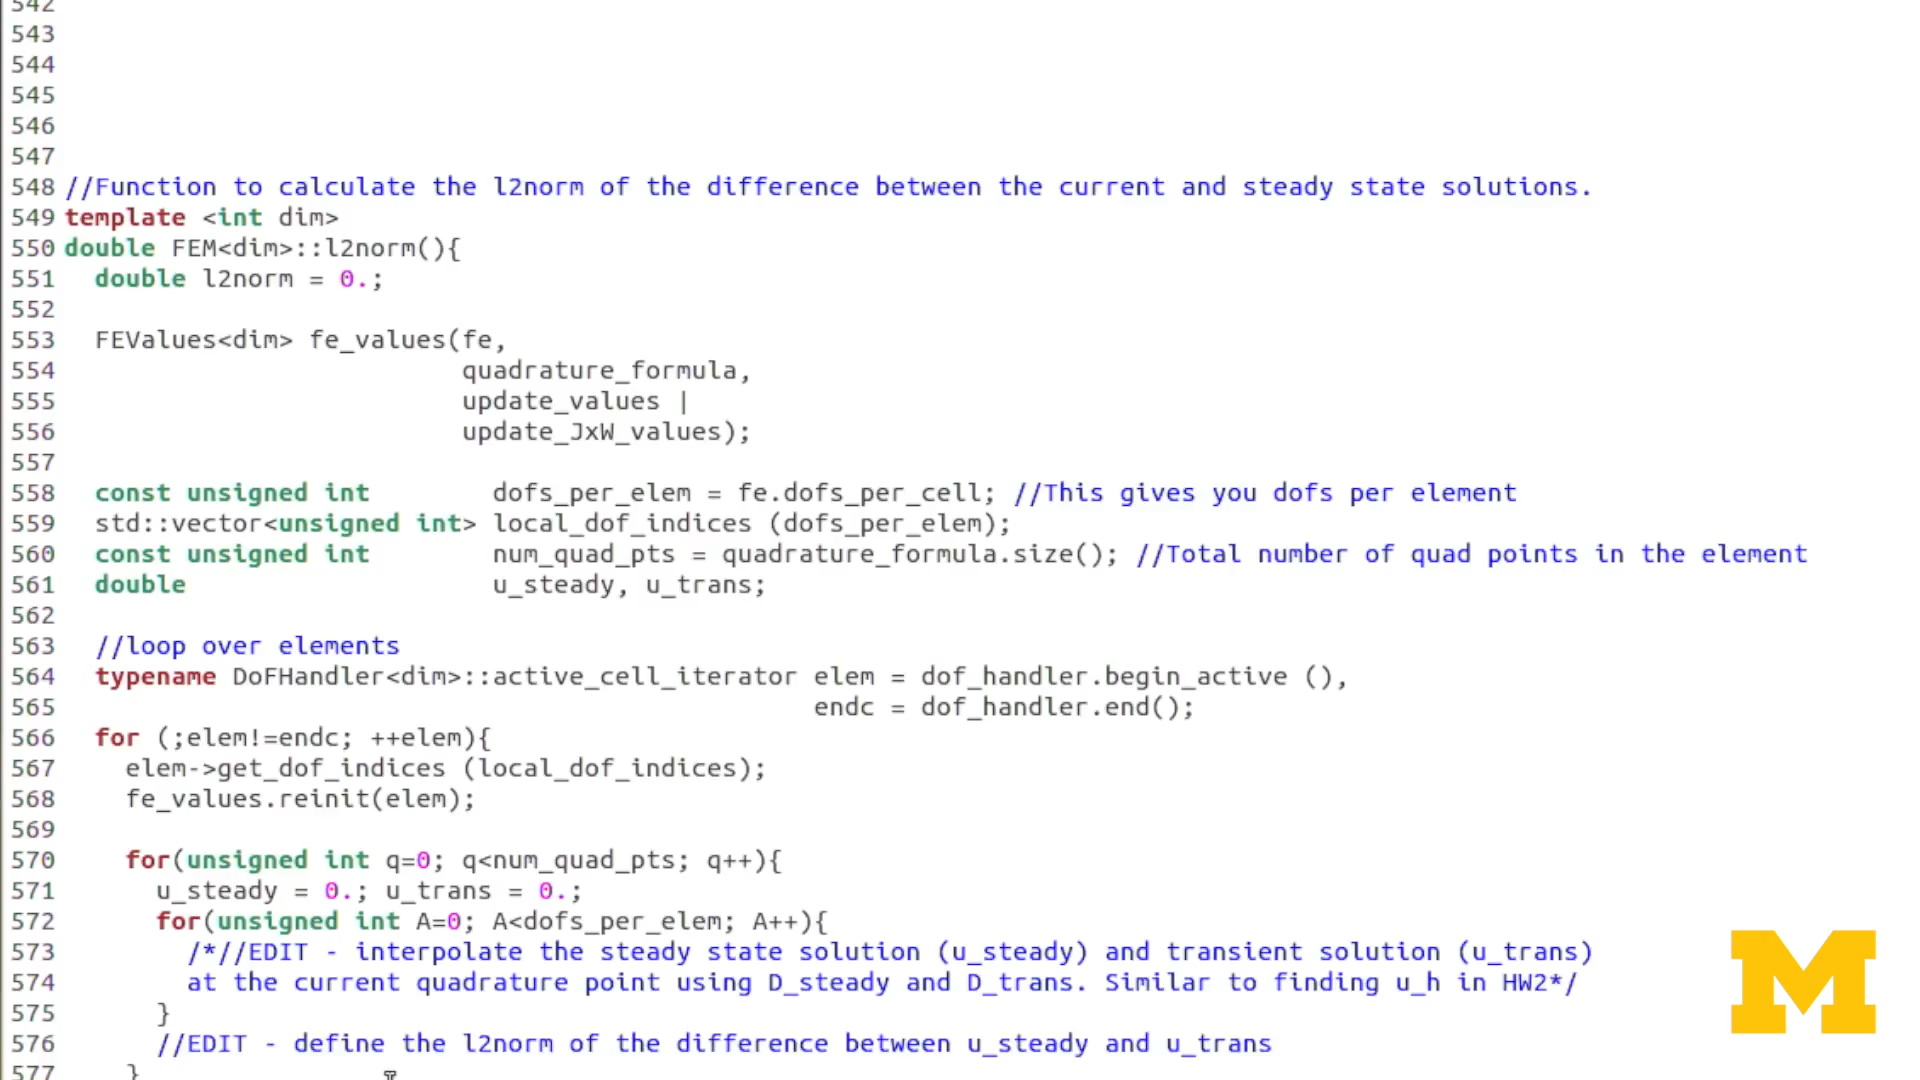 542
543
544
545
546
547
548 //Function to calculate the l2norm of the difference between the current and steady state solutions.
549 template <int dim>
550 double FEM<dim>::l2norm(){
551   double l2norm = 0.;
552
553   FEValues<dim> fe_values(fe,
554                           quadrature_formula,
555                           update_values |
556                           update_JxW_values);
557
558   const unsigned int        dofs_per_elem = fe.dofs_per_cell; //This gives you dofs per element
559   std::vector<unsigned int> local_dof_indices (dofs_per_elem);
560   const unsigned int        num_quad_pts = quadrature_formula.size(); //Total number of quad points in the element
561   double                    u_steady, u_trans;
562
563   //loop over elements
564   typename DoFHandler<dim>::active_cell_iterator elem = dof_handler.begin_active (),
565                                                  endc = dof_handler.end();
566   for (;elem!=endc; ++elem){
567     elem->get_dof_indices (local_dof_indices);
568     fe_values.reinit(elem);
569
570     for(unsigned int q=0; q<num_quad_pts; q++){
571       u_steady = 0.; u_trans = 0.;
572       for(unsigned int A=0; A<dofs_per_elem; A++){
573         /*//EDIT - interpolate the steady state solution (u_steady) and transient solution (u_trans)
574         at the current quadrature point using D_steady and D_trans. Similar to finding u_h in HW2*/
575       }
576       //EDIT - define the l2norm of the difference between u_steady and u_trans
577     }
M